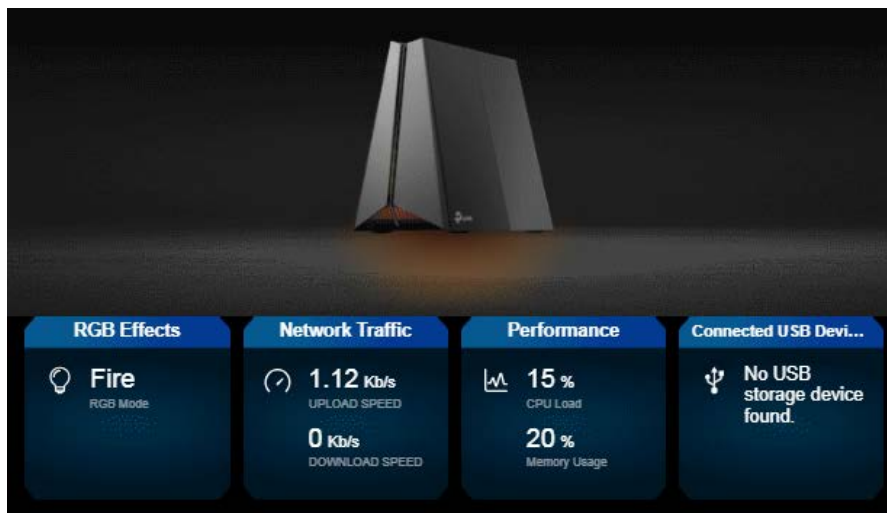 RGB Effects
Fire
RGB Mode
Network Traffic
1.12 Kb/s
UPLOAD SPEED
0 Kb/s
DOWNLOAD SPEED
Performance
15 %
CPU Load
20 %
Memory Usage
Connected USB Devi...
No USB
storage device
found.